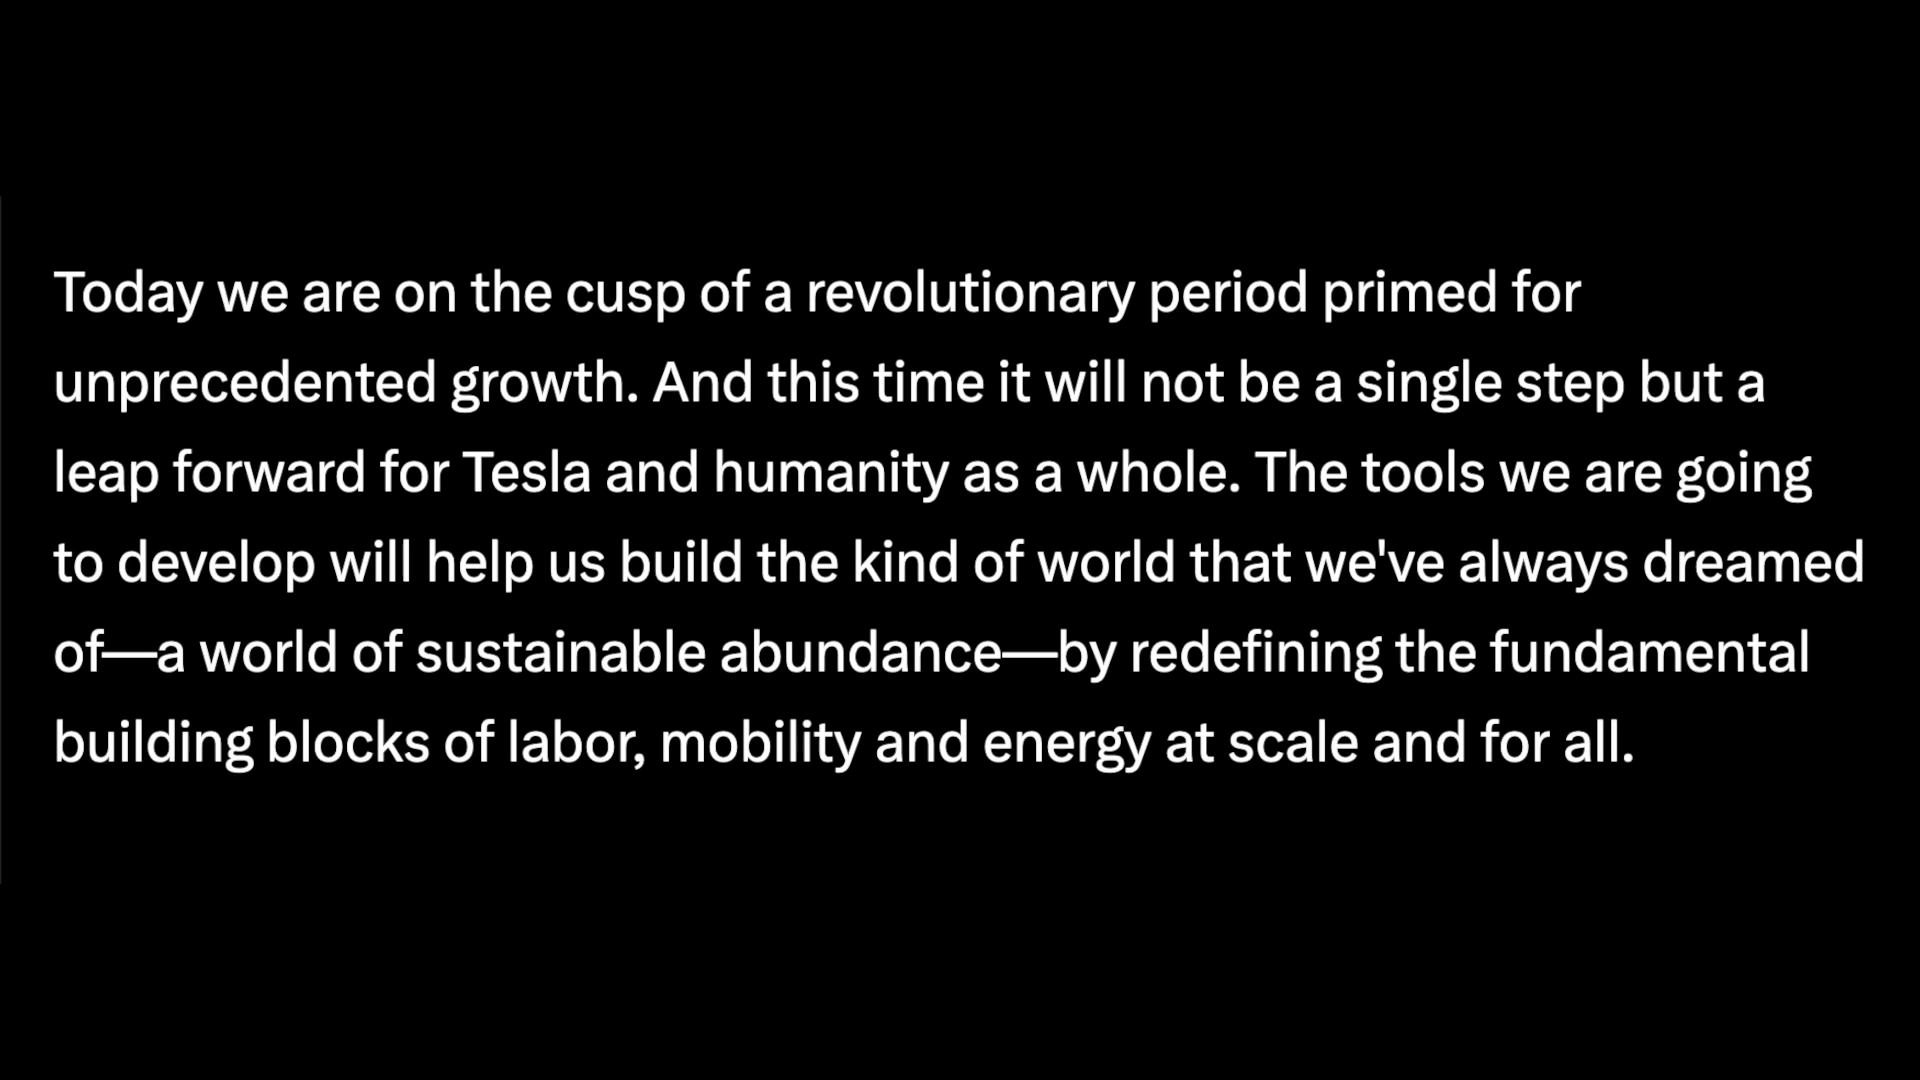 Today we are on the cusp of a revolutionary period primed for
unprecedented growth. And this time it will not be a single step but a
leap forward for Tesla and humanity as a whole. The tools we are going
to develop will help us build the kind of world that we've always dreamed
of—a world of sustainable abundance—by redefining the fundamental
building blocks of labor, mobility and energy at scale and for all.